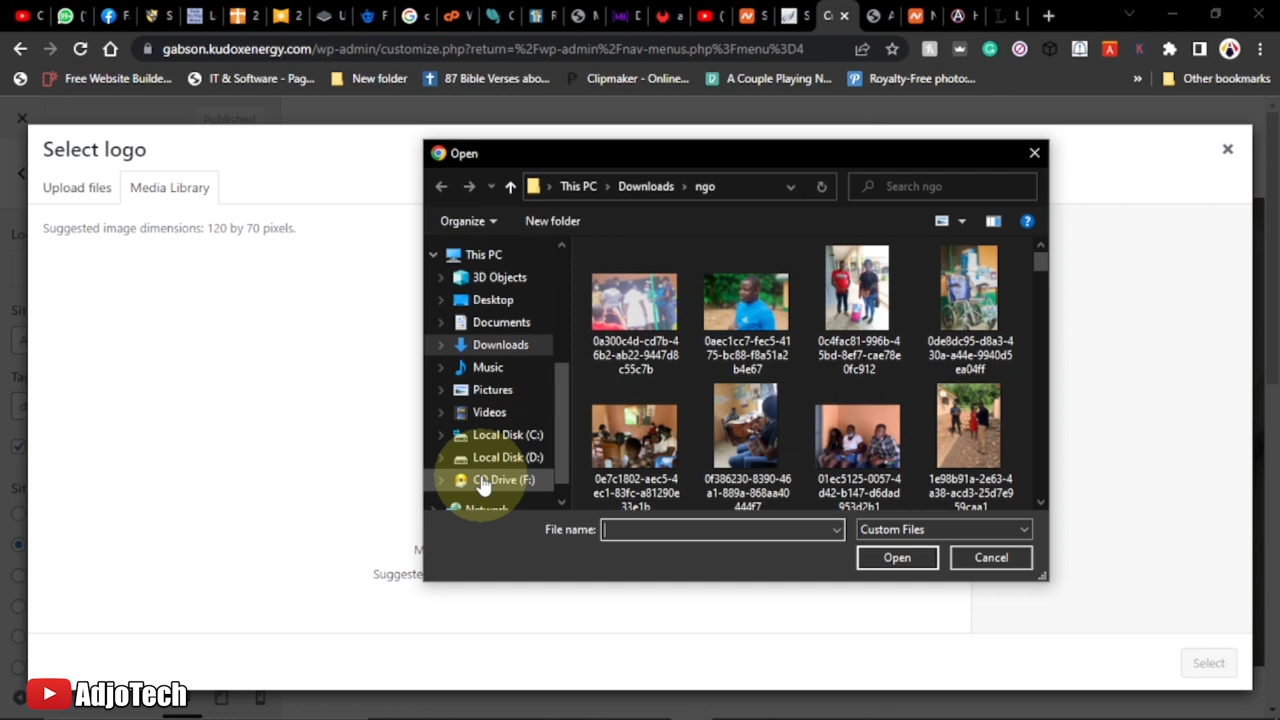 gabson.kudoxenergy.com/wp-admin/customize.php?return=%2Fwp-admin%2Fnav-menus.php%3Fmenu%3D4
Free Website Builde...
IT & Software - Pag...
New folder
87 Bible Verses abo...
Clipmaker - Online...
A Couple Playing N...
Royalty-Free photo:...
»
Other bookmarks
Published
Select logo
Upload files
Media Library
Suggested image dimensions: 120 by 70 pixels.
Open
This PC > Downloads > ngo
Search ngo
Organize
New folder
This PC
3D Objects
Desktop
Documents
Downloads
Music
Pictures
Videos
Local Disk (C:)
Local Disk (D:)
CD Drive (F:)
Network
0a300c4d-cd7b-4
6b2-ab22-9447d8
c55c7b
0aec1cc7-fec5-41
75-bc88-f8a51a2
b4e67
0c4fac81-996b-4
5bd-8ef7-cae78e
0fc912
0de8dc95-d8a3-4
30a-a44e-9940d5
ea04ff
0e7c1802-aec5-4
ec1-83fc-a81290e
33e1b
0f386230-8390-46
a1-889a-868aa40
444f7
01ec5125-0057-4
d42-b147-d6dad
953d2b1
1e98b91a-2e63-4
a38-acd3-25d7e9
59caa1
File name:
Custom Files
Open
Cancel
Suggeste
Select
AdjoTech